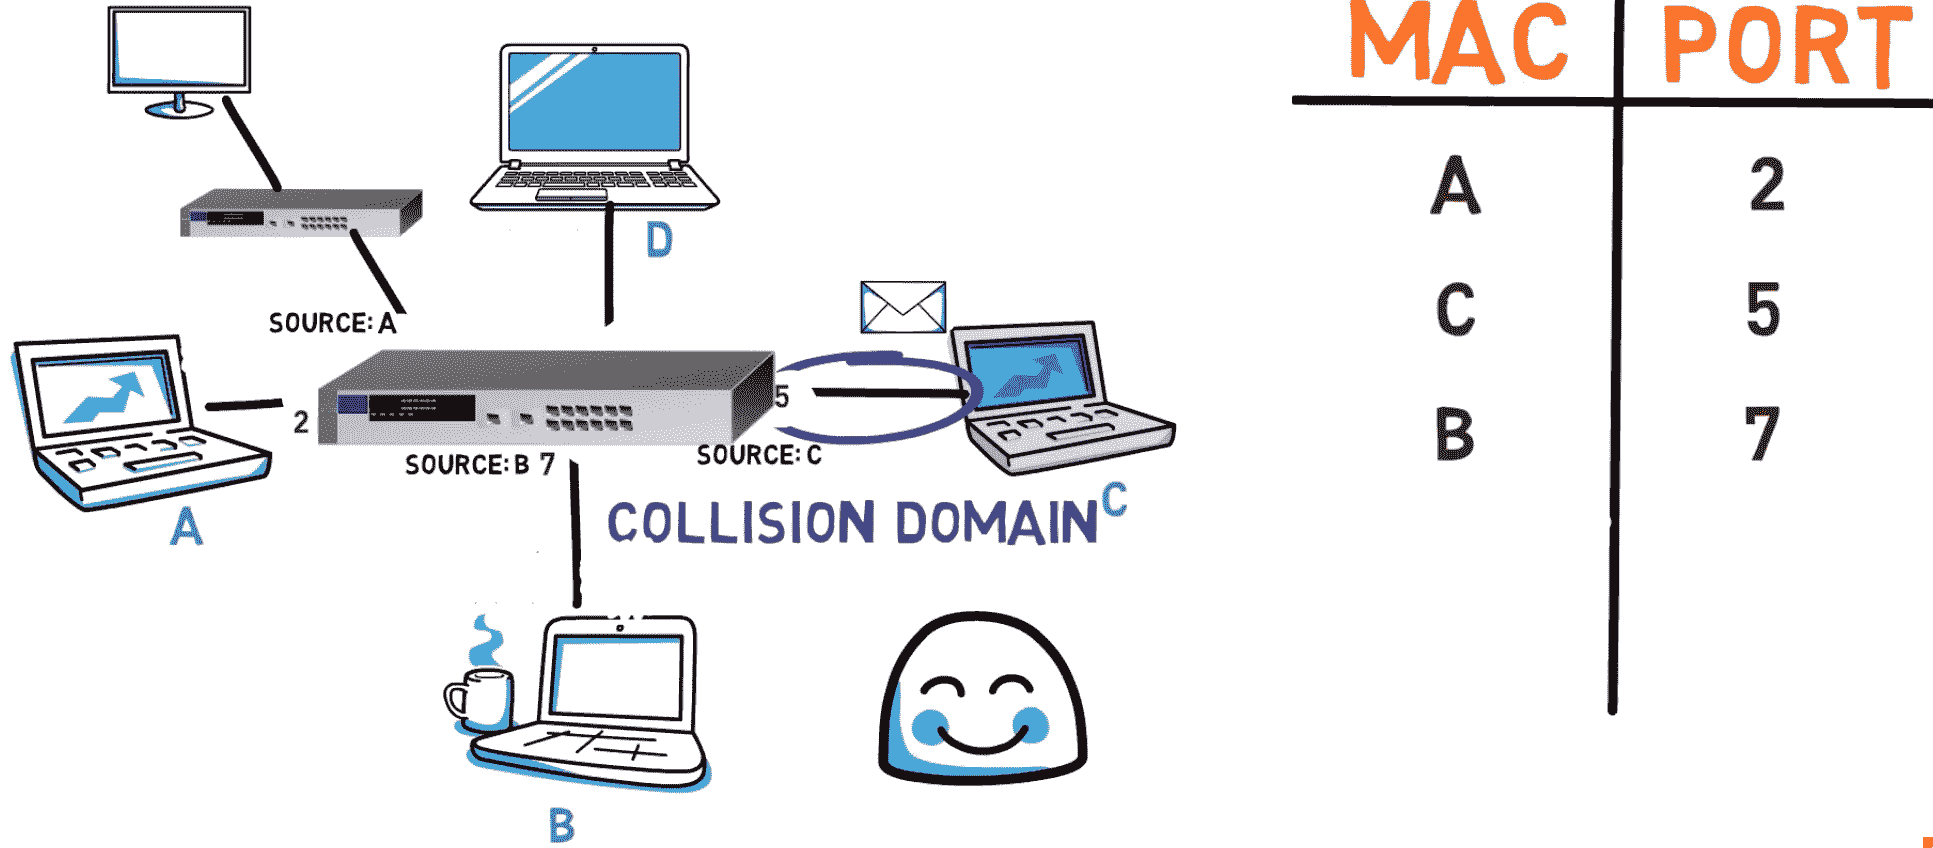 MAC PORT
A 2
C 5
B 7
D
SOURCE: A
2
5
SOURCE: B 7
SOURCE: C
A
COLLISION DOMAIN
C
B